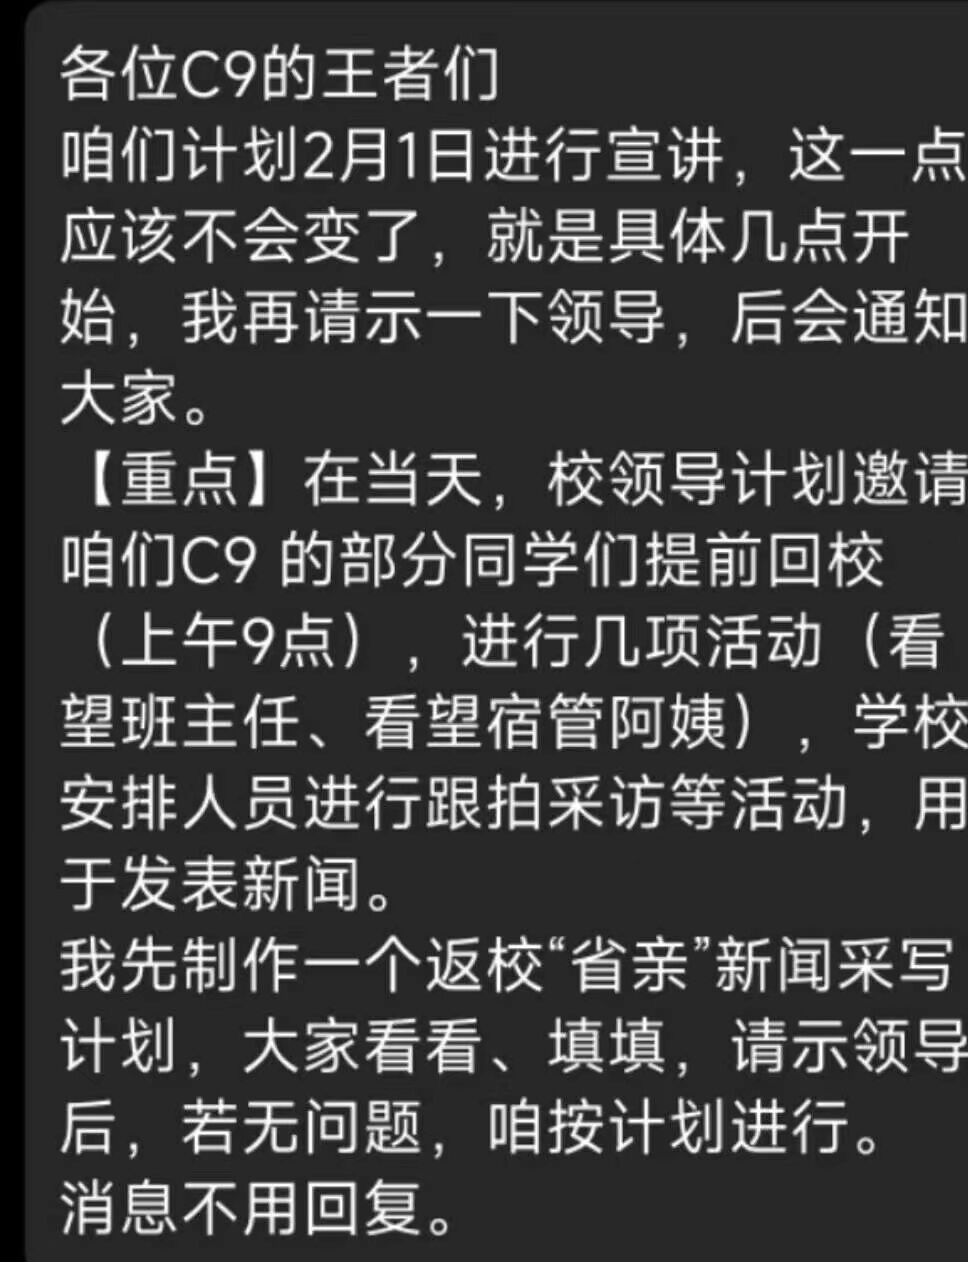 各位C9的王者们
咱们计划2月1日进行宣讲，这一点
应该不会变了，就是具体几点开
始，我再请示一下领导，后会通知
大家。
【重点】在当天，校领导计划邀请
咱们C9 的部分同学们提前回校
（上午9点），进行几项活动（看
望班主任、看望宿管阿姨），学校
安排人员进行跟拍采访等活动，用
于发表新闻。
我先制作一个返校“省亲”新闻采写
计划，大家看看、填填，请示领导
后，若无问题，咱按计划进行。
消息不用回复。